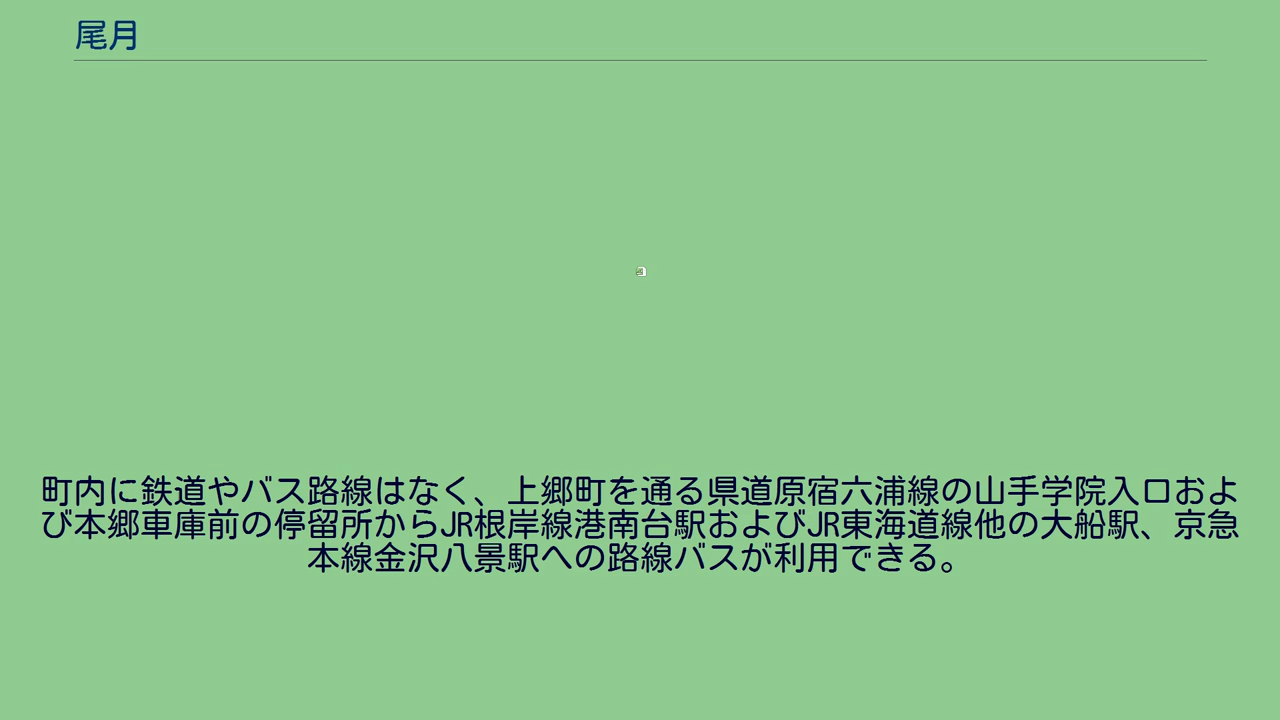 尾月
町内に鉄道やバス路線はなく、上郷町を通る県道原宿六浦線の山手学院入口およ
び本郷車庫前の停留所からJR根岸線港南台駅およびJR東海道線他の大船駅、京急
本線金沢八景駅への路線バスが利用できる。